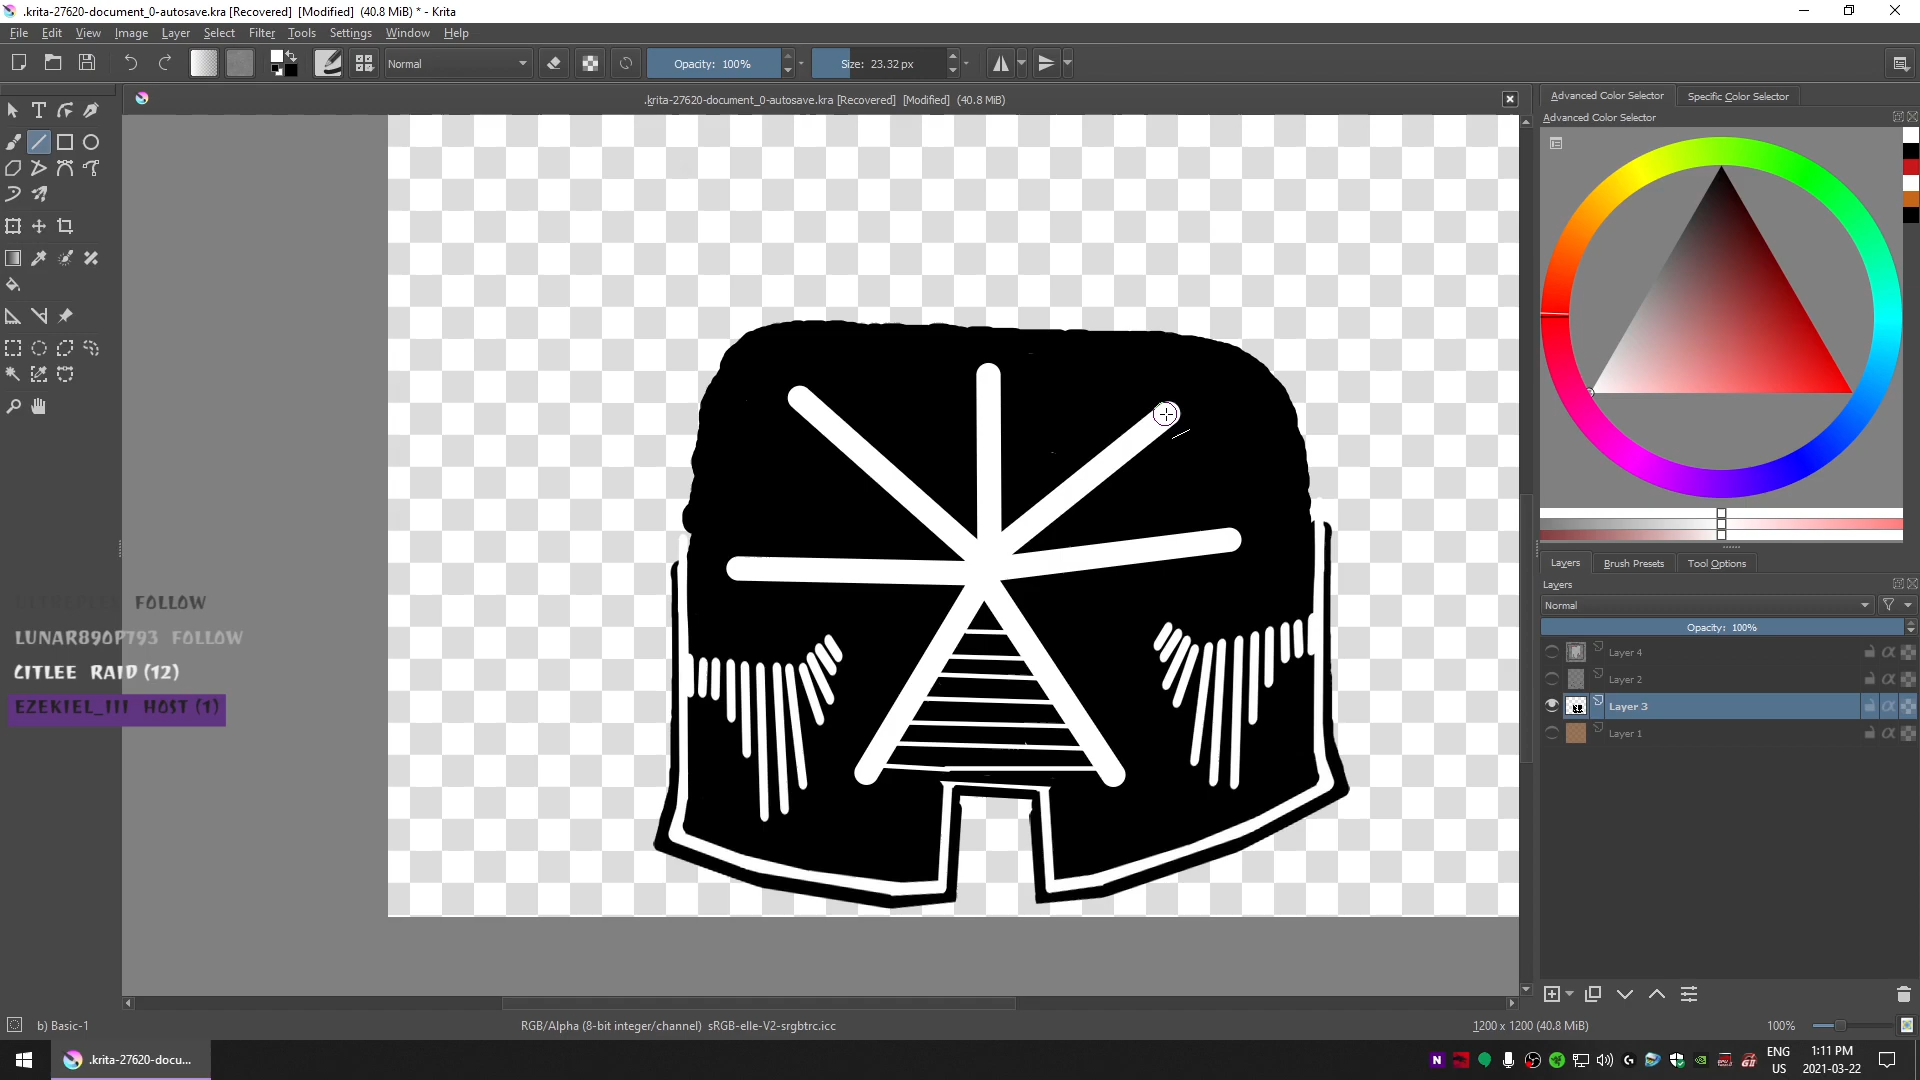 .krita-27620-document_0-autosave.kra [Recovered]  [Modified]  (40.8 MiB) * - Krita
File Edit View Image Layer Select Filter Tools Settings Window Help
Normal Opacity: 100% Size: 23.32 px
.krita-27620-document_0-autosave.kra [Recovered]  [Modified]  (40.8 MiB)
Advanced Color Selector Specific Color Selector
Advanced Color Selector
Layers Brush Presets Tool Options
Layers
Normal
Opacity: 100%
Layer 4
Layer 2
Layer 3
Layer 1
FOLLOW
LUNAR890P793 FOLLOW
CITLEE RAID (12)
EZEKIEL_III HOST (1)
b) Basic-1 RGB/Alpha (8-bit integer/channel)  sRGB-elle-V2-srgbtrc.icc 1200 x 1200 (40.8 MiB) 100%
.krita-27620-docu...
ENG
US
1:11 PM
2021-03-22